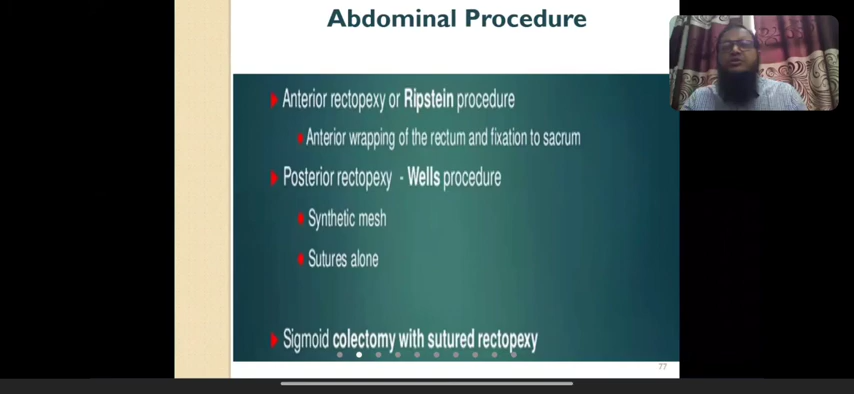 Abdominal Procedure
Anterior rectopexy or Ripstein procedure
Anterior wrapping of the rectum and fixation to sacrum
Posterior rectopexy - Wells procedure
Synthetic mesh
Sutures alone
Sigmoid colectomy with sutured rectopexy
77